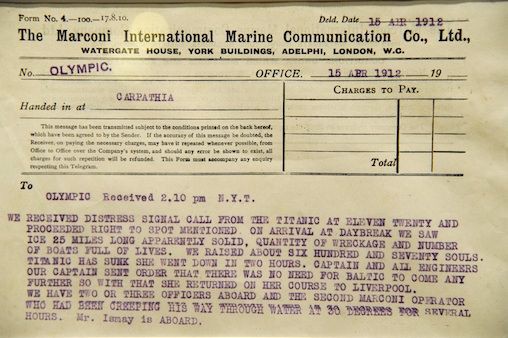 Form No. 4.—100.—17.8.10. Deld. Date 15 APR 1912
The Marconi International Marine Communication Co., Ltd.,
WATERGATE HOUSE, YORK BUILDINGS, ADELPHI, LONDON, W.C.
No. OLYMPIC. OFFICE. 15 APR 1912 19
Handed in at CARPATHIA
CHARGES TO PAY.
This message has been transmitted subject to the conditions printed on the back hereof,
which have been agreed to by the Sender. If the accuracy of this message be doubted, the
Receiver, on paying the necessary charges, may have it repeated whenever possible, from
Office to Office over the Company's system, and should any error be shown to exist, all
charges for such repetition will be refunded. This Form must accompany any enquiry
respecting this Telegram.
Total
To
OLYMPIC Received 2.10 pm N.Y.T.
WE RECEIVED DISTRESS SIGNAL CALL FROM THE TITANIC AT ELEVEN TWENTY AND
PROCEEDED RIGHT TO SPOT MENTIONED. ON ARRIVAL AT DAYBREAK WE SAW
ICE 25 MILES LONG APPARENTLY SOLID, QUANTITY OF WRECKAGE AND NUMBER
OF BOATS FULL OF LIVES. WE RAISED ABOUT SIX HUNDRED AND SEVENTY SOULS.
TITANIC HAS SUNK SHE WENT DOWN IN TWO HOURS. CAPTAIN AND ALL ENGINEERS
OUR CAPTAIN SENT ORDER THAT THERE WAS NO NEED FOR BALTIC TO COME ANY
FURTHER SO WITH THAT SHE RETURNED ON HER COURSE TO LIVERPOOL.
WE HAVE TWO OR THREE OFFICERS ABOARD AND THE SECOND MARCONI OPERATOR
WHO HAD BEEN CREEPING HIS WAY THROUGH WATER AT 30 DEGREES FOR SEVERAL
HOURS. Mr. Ismay is ABOARD.